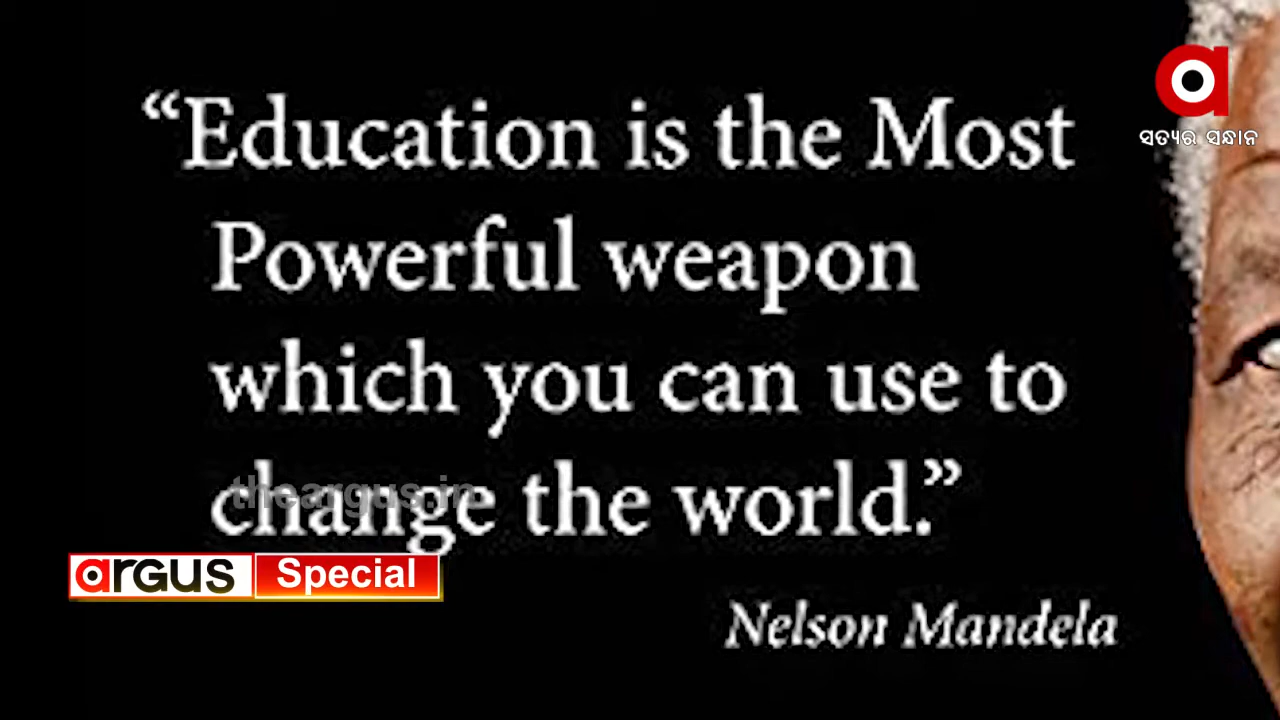 “Education is the Most
Powerful weapon
which you can use to
change the world.”
Nelson Mandela
a
ସତ୍ୟର ସନ୍ଧାନ
theargus.in
argus Special